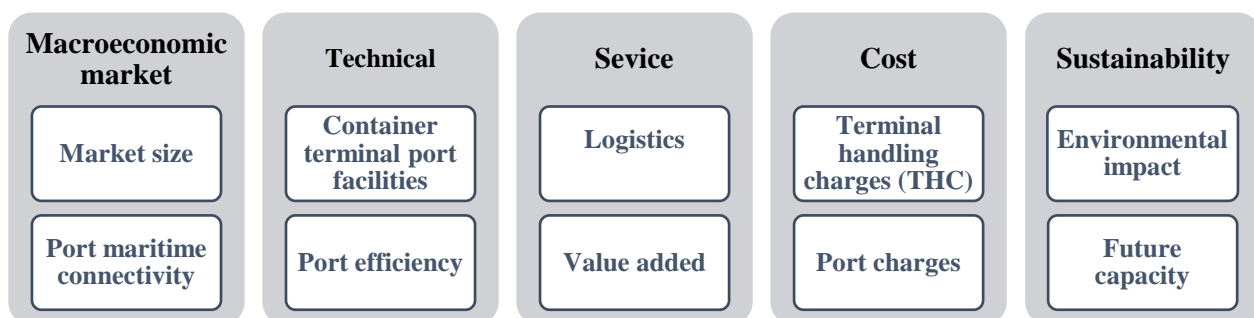 Macroeconomic
market
Market size
Port maritime
connectivity
Technical
Container
terminal port
facilities
Port efficiency
Sevice
Logistics
Value added
Cost
Terminal
handling
charges (THC)
Port charges
Sustainability
Environmental
impact
Future
capacity